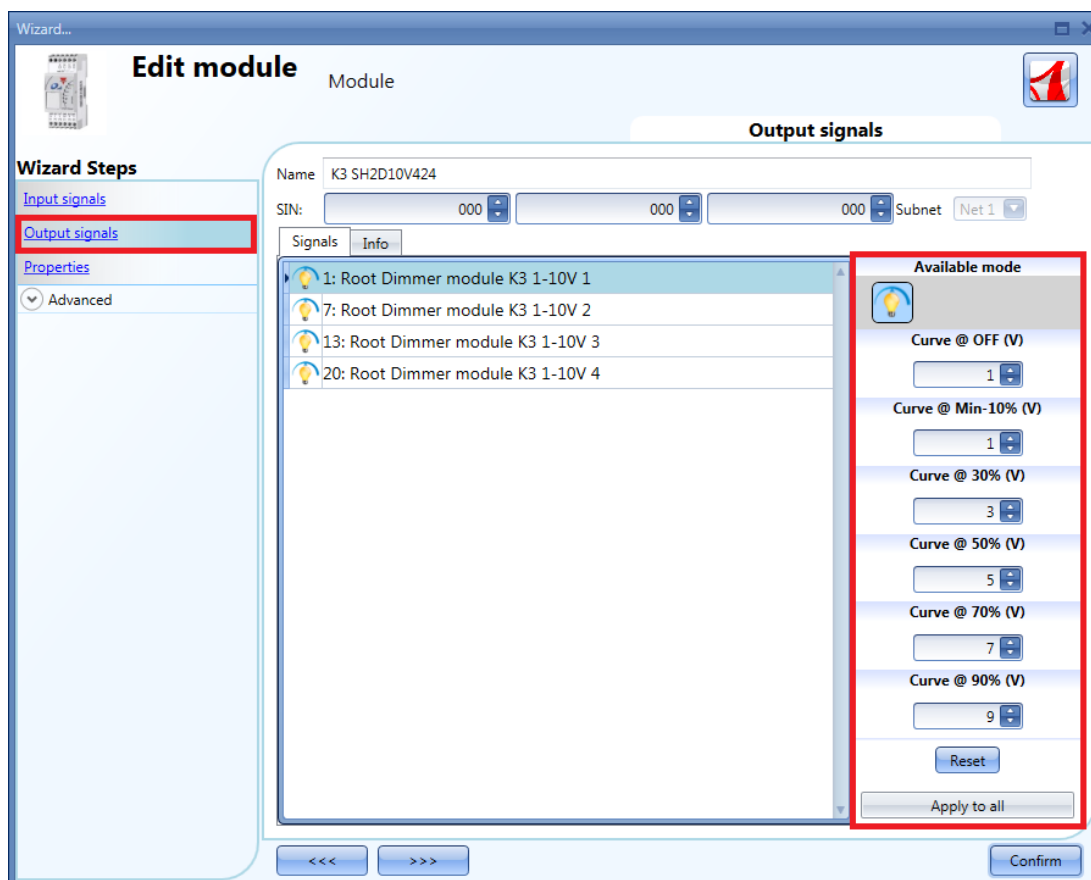 Wizard...
Edit module
Module
Output signals
Wizard Steps
Input signals
Output signals
Properties
Advanced
Name K3 SH2D10V424
SIN: 000 000 000 Subnet Net 1
Signals Info
1: Root Dimmer module K3 1-10V 1
7: Root Dimmer module K3 1-10V 2
13: Root Dimmer module K3 1-10V 3
20: Root Dimmer module K3 1-10V 4
Available mode
Curve @ OFF (V)
1
Curve @ Min-10% (V)
1
Curve @ 30% (V)
3
Curve @ 50% (V)
5
Curve @ 70% (V)
7
Curve @ 90% (V)
9
Reset
Apply to all
<<< >>> Confirm